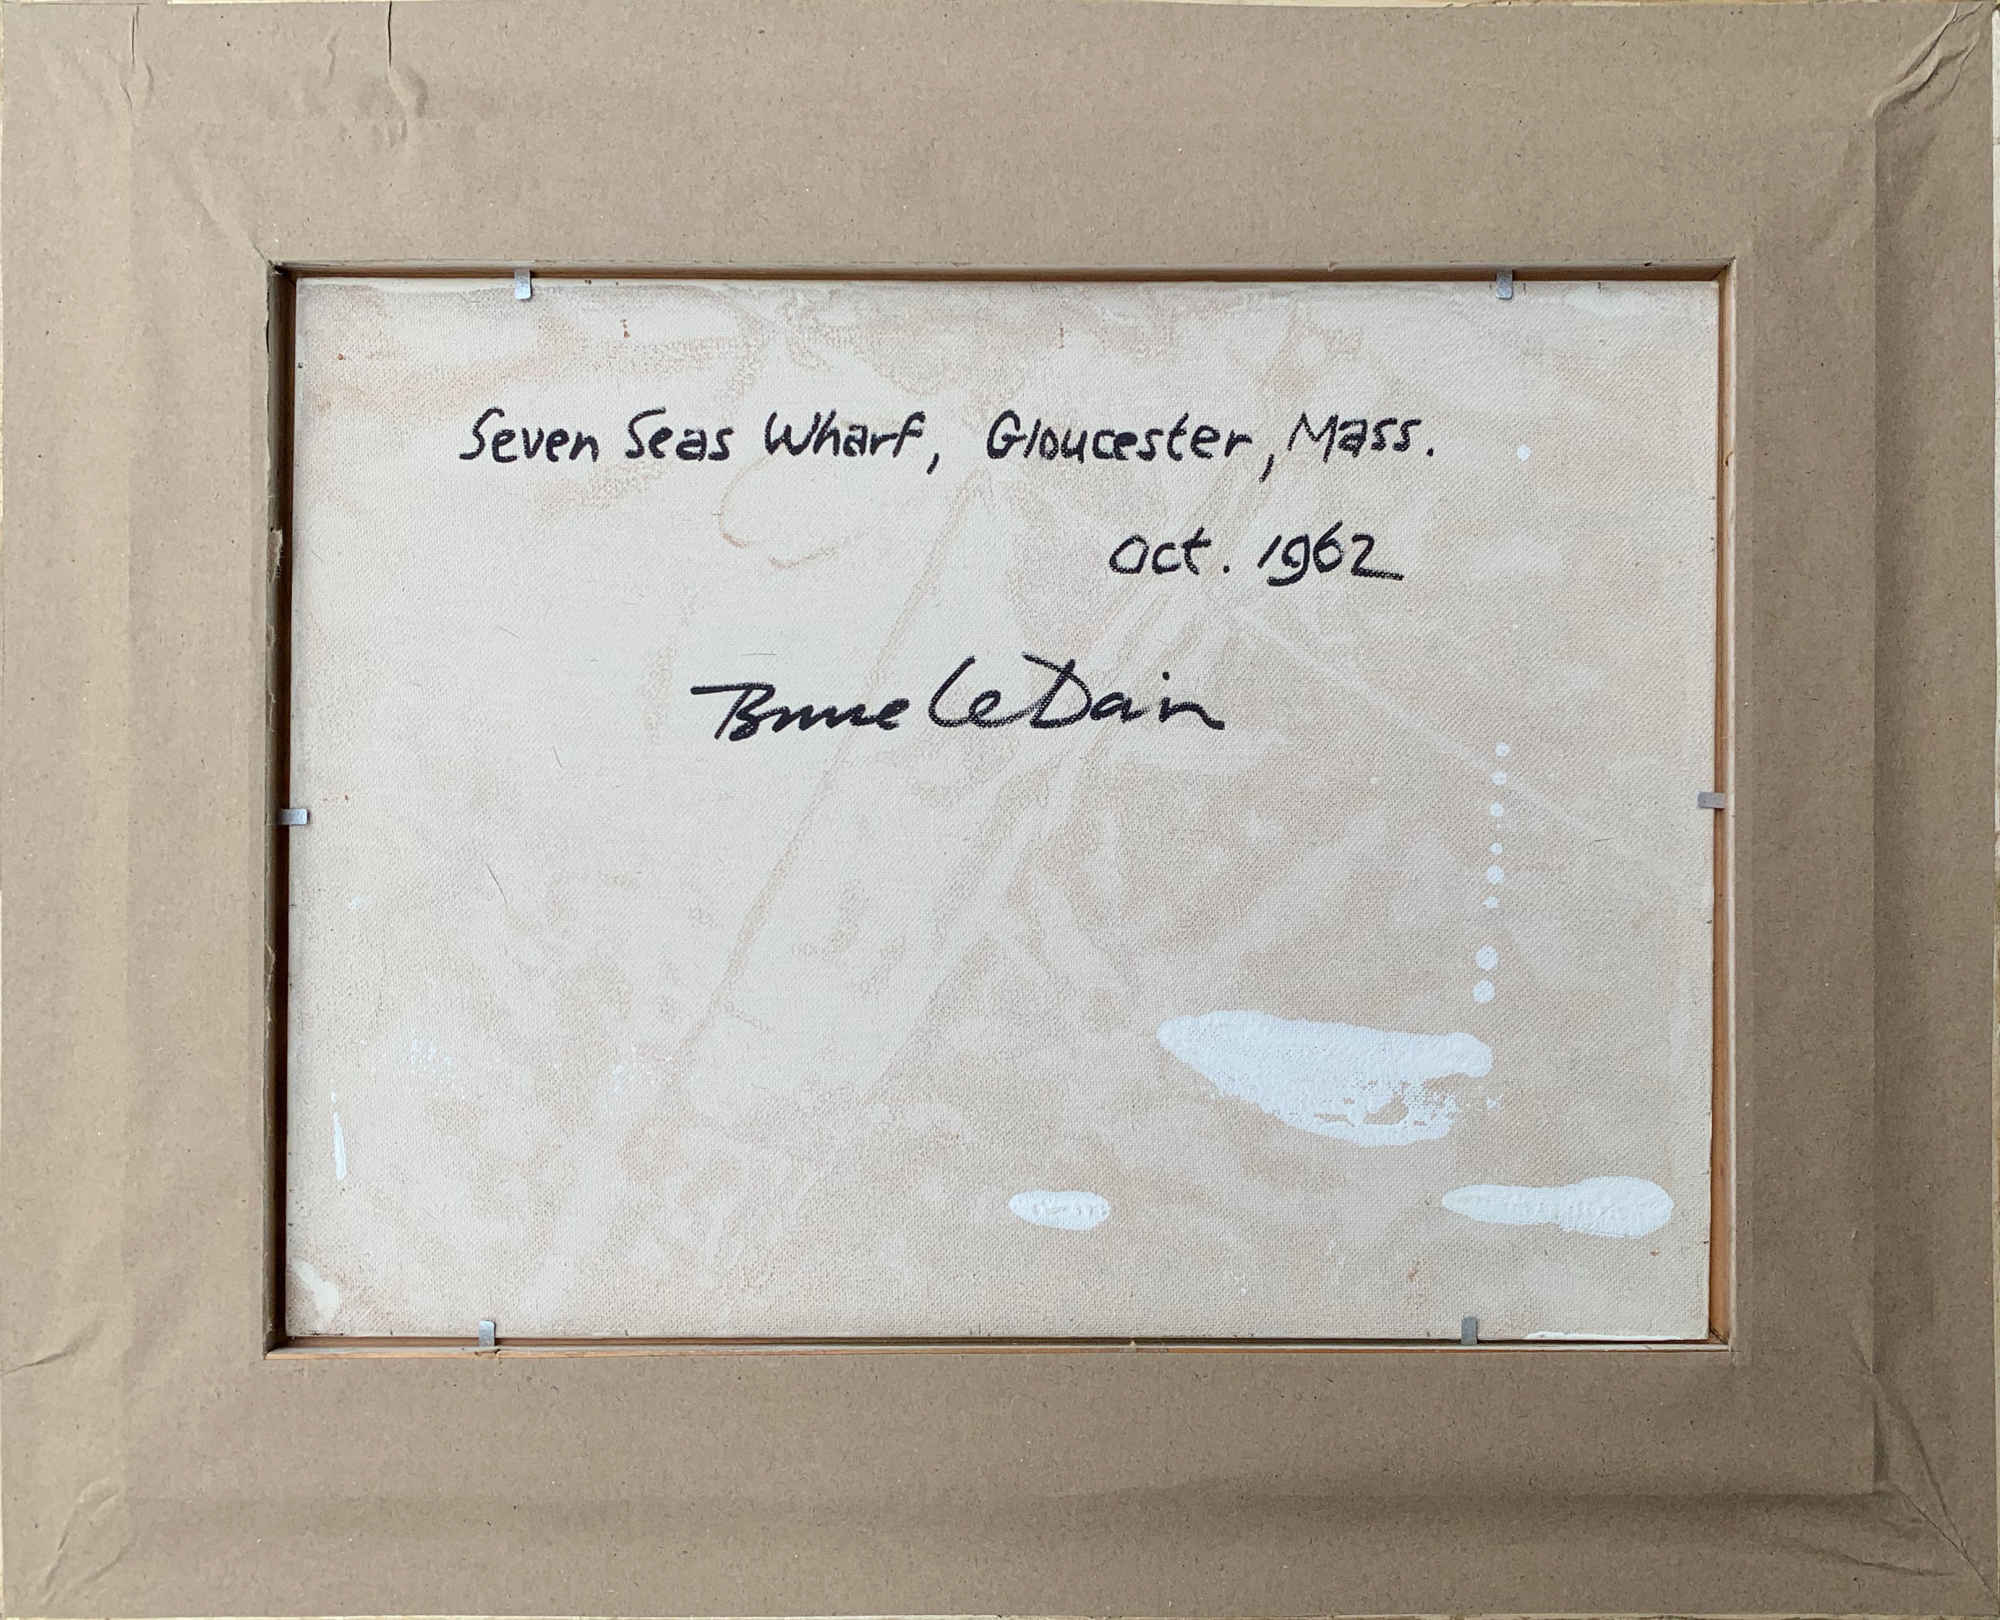 Seven Seas Wharf, Gloucester, Mass.
Oct. 1962
Bruce Le Dain